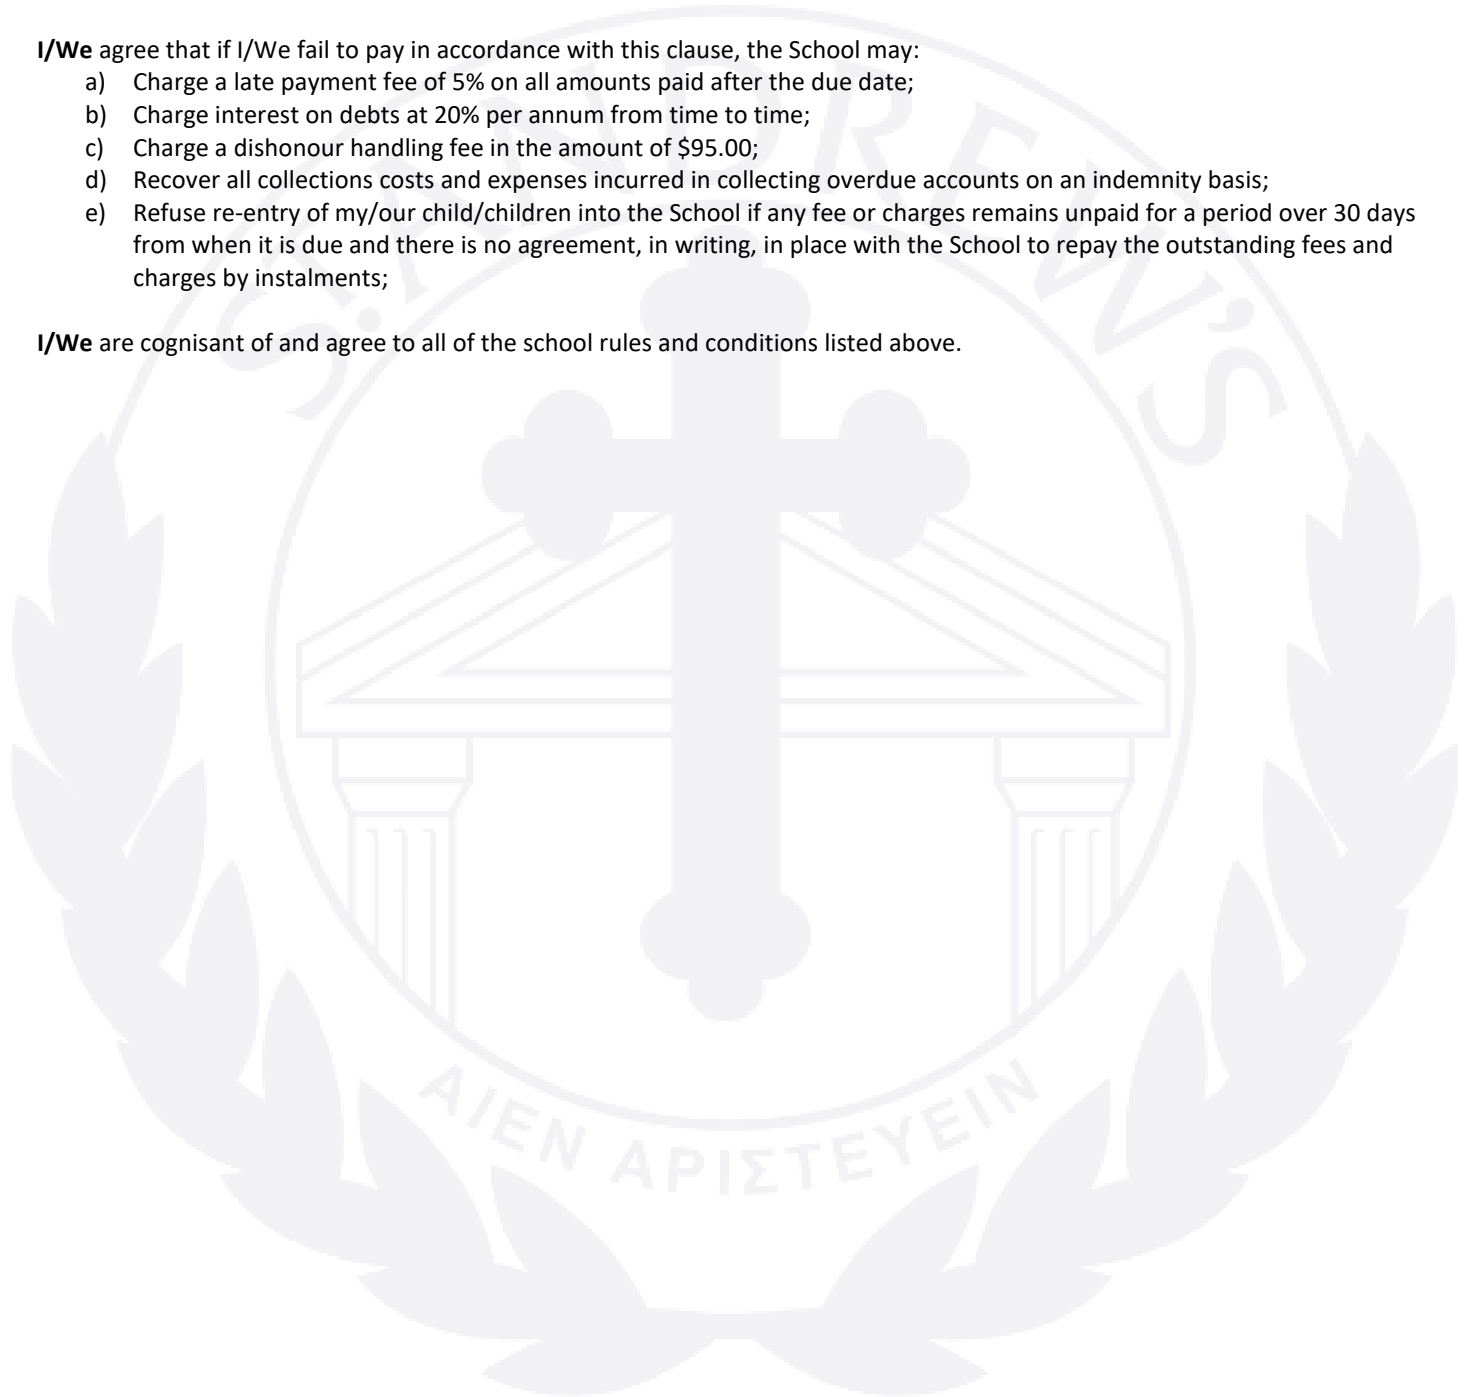 I/We agree that if I/We fail to pay in accordance with this clause, the School may:
a) Charge a late payment fee of 5% on all amounts paid after the due date;
b) Charge interest on debts at 20% per annum from time to time;
c) Charge a dishonour handling fee in the amount of $95.00;
d) Recover all collections costs and expenses incurred in collecting overdue accounts on an indemnity basis;
e) Refuse re-entry of my/our child/children into the School if any fee or charges remains unpaid for a period over 30 days
from when it is due and there is no agreement, in writing, in place with the School to repay the outstanding fees and
charges by instalments;
I/We are cognisant of and agree to all of the school rules and conditions listed above.
ST. ANDREW'S
ΑΙΕΝ ΑΡΙΣΤΕΥΕΙΝ